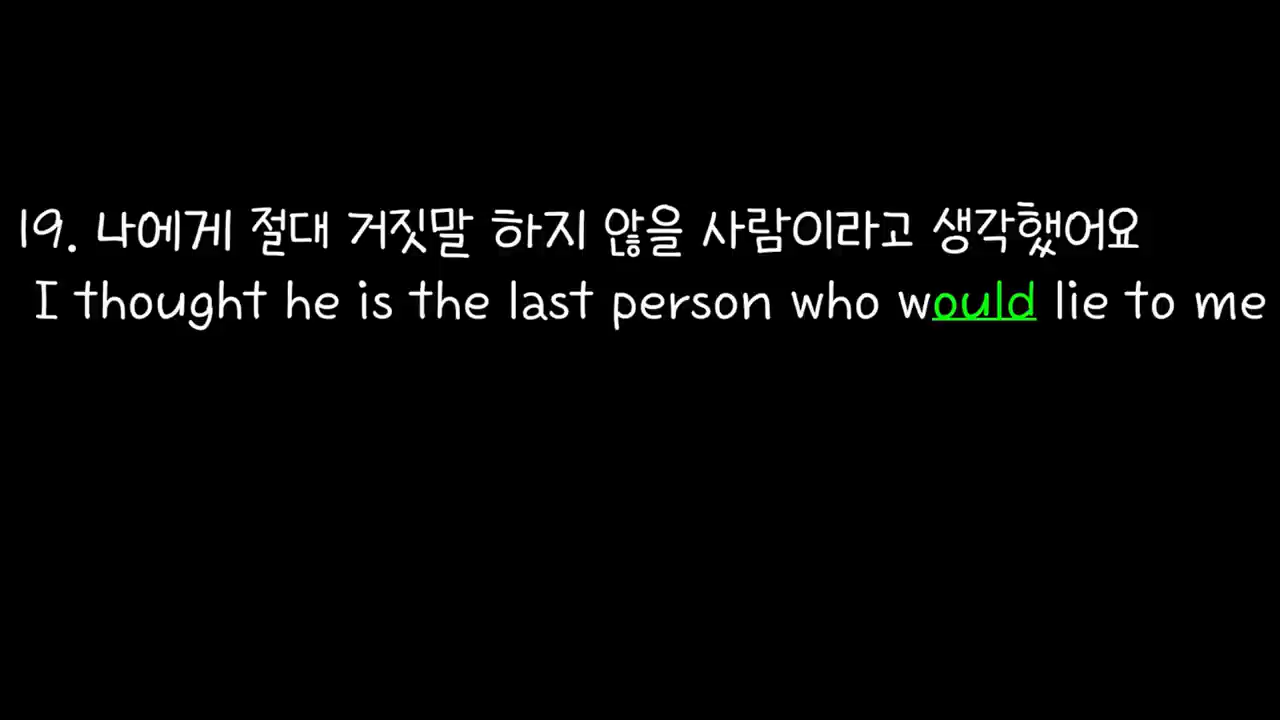 19. 나에게 절대 거짓말 하지 않을 사람이라고 생각했어요
I thought he is the last person who would lie to me